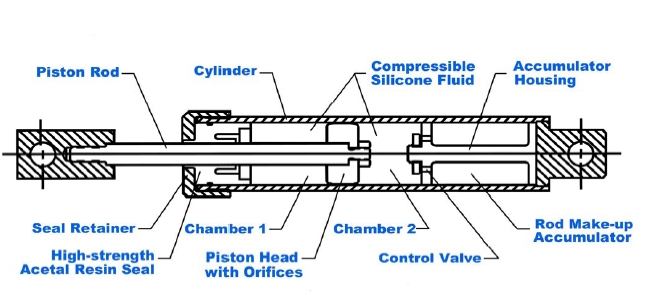 Piston Rod
Cylinder
Compressible
Silicone Fluid
Accumulator
Housing
Seal Retainer
Chamber 1
Chamber 2
Rod Make-up
Accumulator
High-strength
Acetal Resin Seal
Piston Head
with Orifices
Control Valve